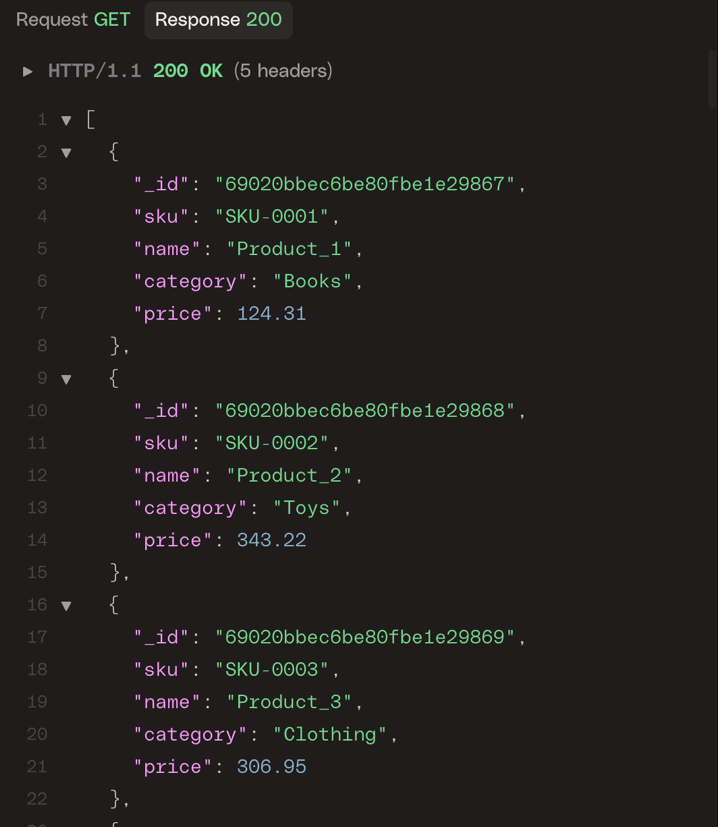 Request GET Response 200
▶ HTTP/1.1 200 OK (5 headers)
1 ▼ [
2 ▼ {
3 "_id": "69020bbec6be80fbe1e29867",
4 "sku": "SKU-0001",
5 "name": "Product_1",
6 "category": "Books",
7 "price": 124.31
8 },
9 ▼ {
10 "_id": "69020bbec6be80fbe1e29868",
11 "sku": "SKU-0002",
12 "name": "Product_2",
13 "category": "Toys",
14 "price": 343.22
15 },
16 ▼ {
17 "_id": "69020bbec6be80fbe1e29869",
18 "sku": "SKU-0003",
19 "name": "Product_3",
20 "category": "Clothing",
21 "price": 306.95
22 },